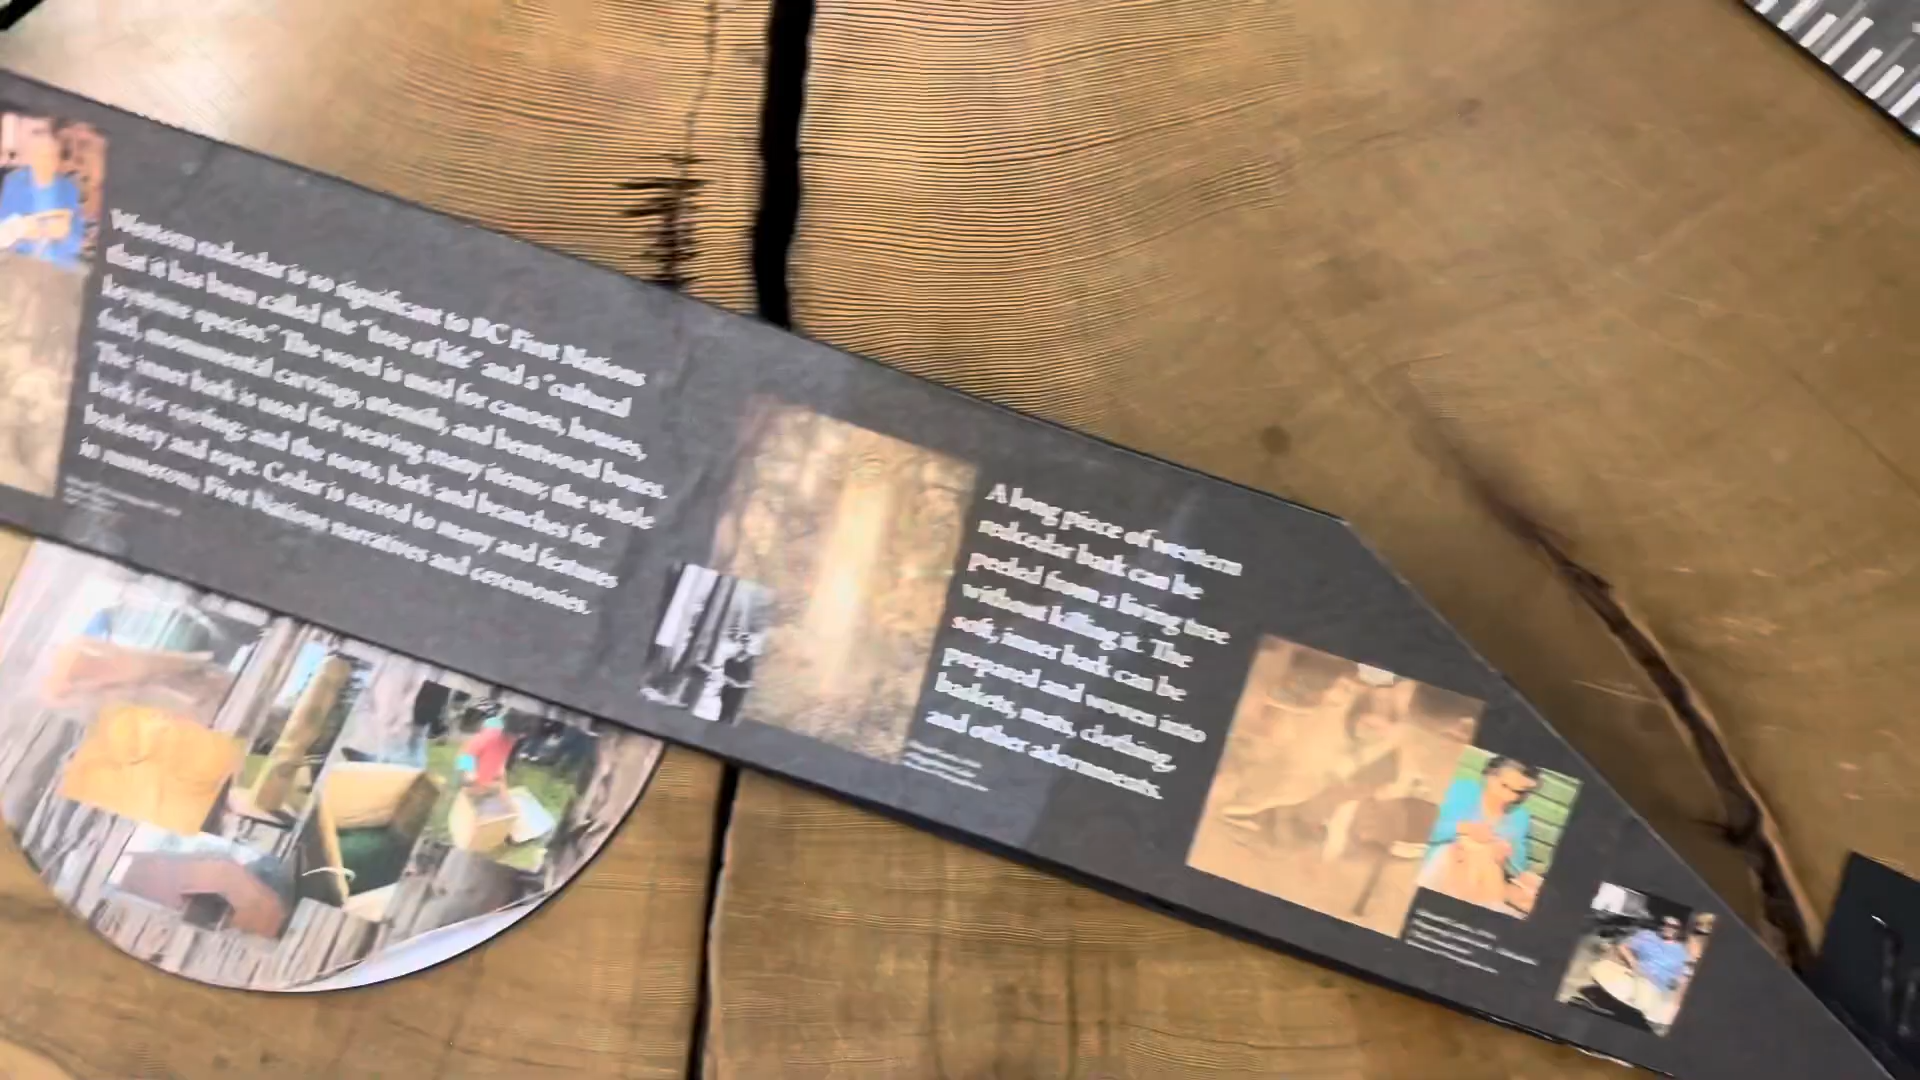 Western redcedar is so significant to BC First Nations
that it has been called the "tree of life" and a "cultural
keystone species." The wood is used for canoes, houses,
fuel, monumental carvings, utensils, and bentwood boxes.
The inner bark is used for weaving many items; the whole
bark for roofing; and the roots, bark and branches for
basketry and rope. Cedar is sacred to many and features
in numerous First Nations narratives and ceremonies.
A long piece of western
redcedar bark can be
peeled from a living tree
without killing it. The
soft, inner bark can be
prepared and woven into
baskets, mats, clothing,
and other adornments.